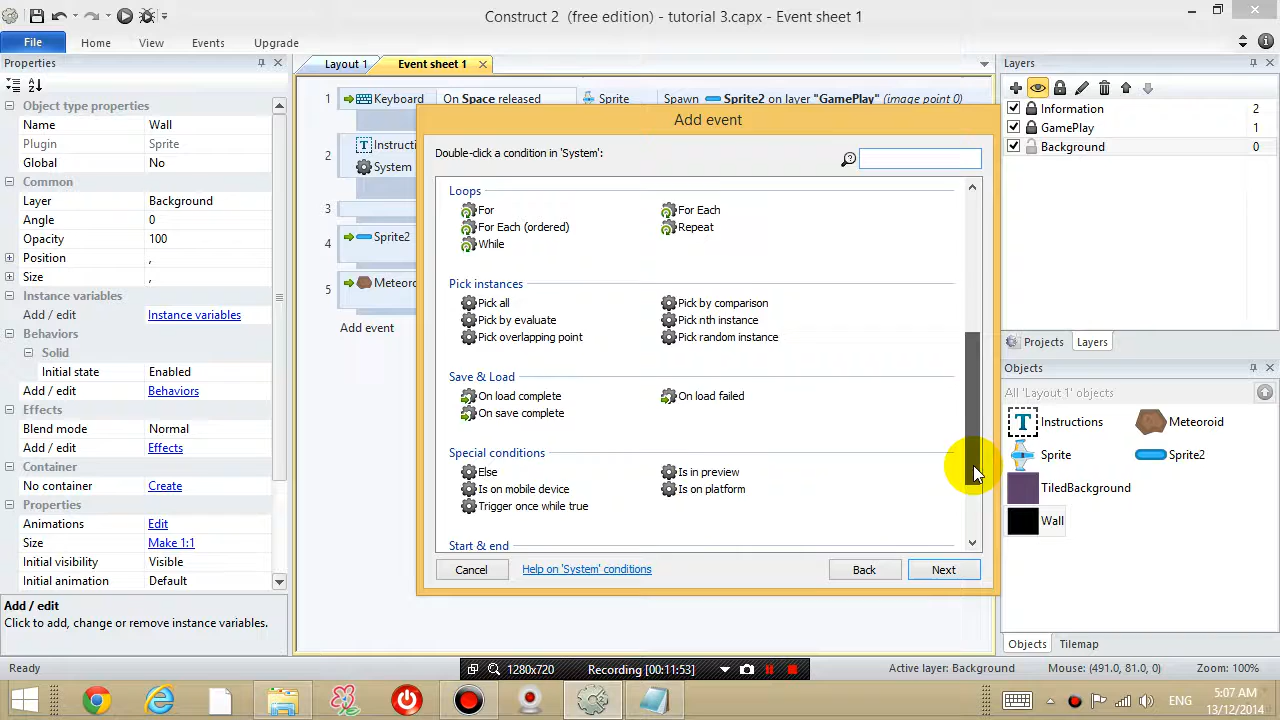 Construct 2  (free edition) - tutorial 3.capx - Event sheet 1
File Home View Events Upgrade
Properties
Object type properties
Name Wall
Plugin Sprite
Global No
Common
Layer Background
Angle 0
Opacity 100
Position ,
Size ,
Instance variables
Add / edit Instance variables
Behaviors
Solid
Initial state Enabled
Add / edit Behaviors
Effects
Blend mode Normal
Add / edit Effects
Container
No container Create
Properties
Animations Edit
Size Make 1:1
Initial visibility Visible
Initial animation Default
Add / edit
Click to add, change or remove instance variables.
Layout 1 Event sheet 1
1 Keyboard On Space released Sprite Spawn Sprite2 on layer "GamePlay" (image point 0)
2 T Instructi
System
3
4 Sprite2
5 Meteoro
Add event
Add event
Double-click a condition in 'System':
Loops
For For Each
For Each (ordered) Repeat
While
Pick instances
Pick all Pick by comparison
Pick by evaluate Pick nth instance
Pick overlapping point Pick random instance
Save & Load
On load complete On load failed
On save complete
Special conditions
Else Is in preview
Is on mobile device Is on platform
Trigger once while true
Start & end
Cancel Help on 'System' conditions Back Next
Layers
Information 2
GamePlay 1
Background 0
Projects Layers
Objects
All 'Layout 1' objects
T Instructions Meteoroid
Sprite Sprite2
TiledBackground
Wall
Objects Tilemap
Ready 1280x720 Recording [00:11:53] Active layer: Background Mouse: (491.0, 81.0, 0) Zoom: 100%
ENG 5:07 AM
13/12/2014